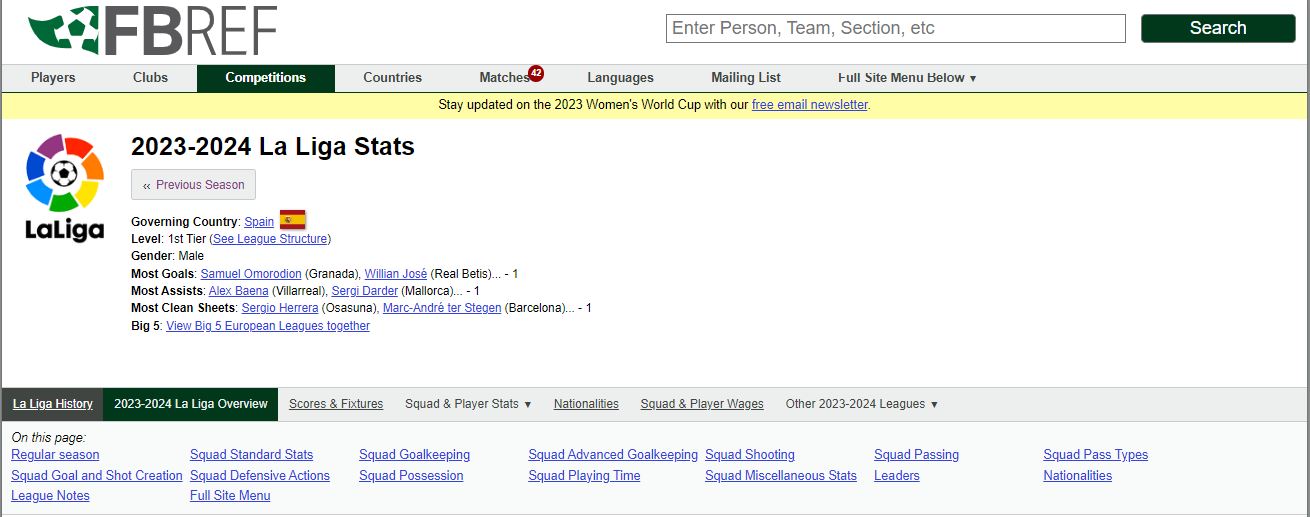 FBREF
Enter Person, Team, Section, etc
Search
Players Clubs Competitions Countries Matches 42 Languages Mailing List Full Site Menu Below ▼
Stay updated on the 2023 Women's World Cup with our free email newsletter.
2023-2024 La Liga Stats
‹‹ Previous Season
LaLiga
Governing Country: Spain
Level: 1st Tier (See League Structure)
Gender: Male
Most Goals: Samuel Omorodion (Granada), Willian José (Real Betis)... - 1
Most Assists: Alex Baena (Villarreal), Sergi Darder (Mallorca)... - 1
Most Clean Sheets: Sergio Herrera (Osasuna), Marc-André ter Stegen (Barcelona)... - 1
Big 5: View Big 5 European Leagues together
La Liga History 2023-2024 La Liga Overview Scores & Fixtures Squad & Player Stats ▼ Nationalities Squad & Player Wages Other 2023-2024 Leagues ▼
On this page:
Regular season Squad Standard Stats Squad Goalkeeping Squad Advanced Goalkeeping Squad Shooting Squad Passing Squad Pass Types
Squad Goal and Shot Creation Squad Defensive Actions Squad Possession Squad Playing Time Squad Miscellaneous Stats Leaders Nationalities
League Notes Full Site Menu